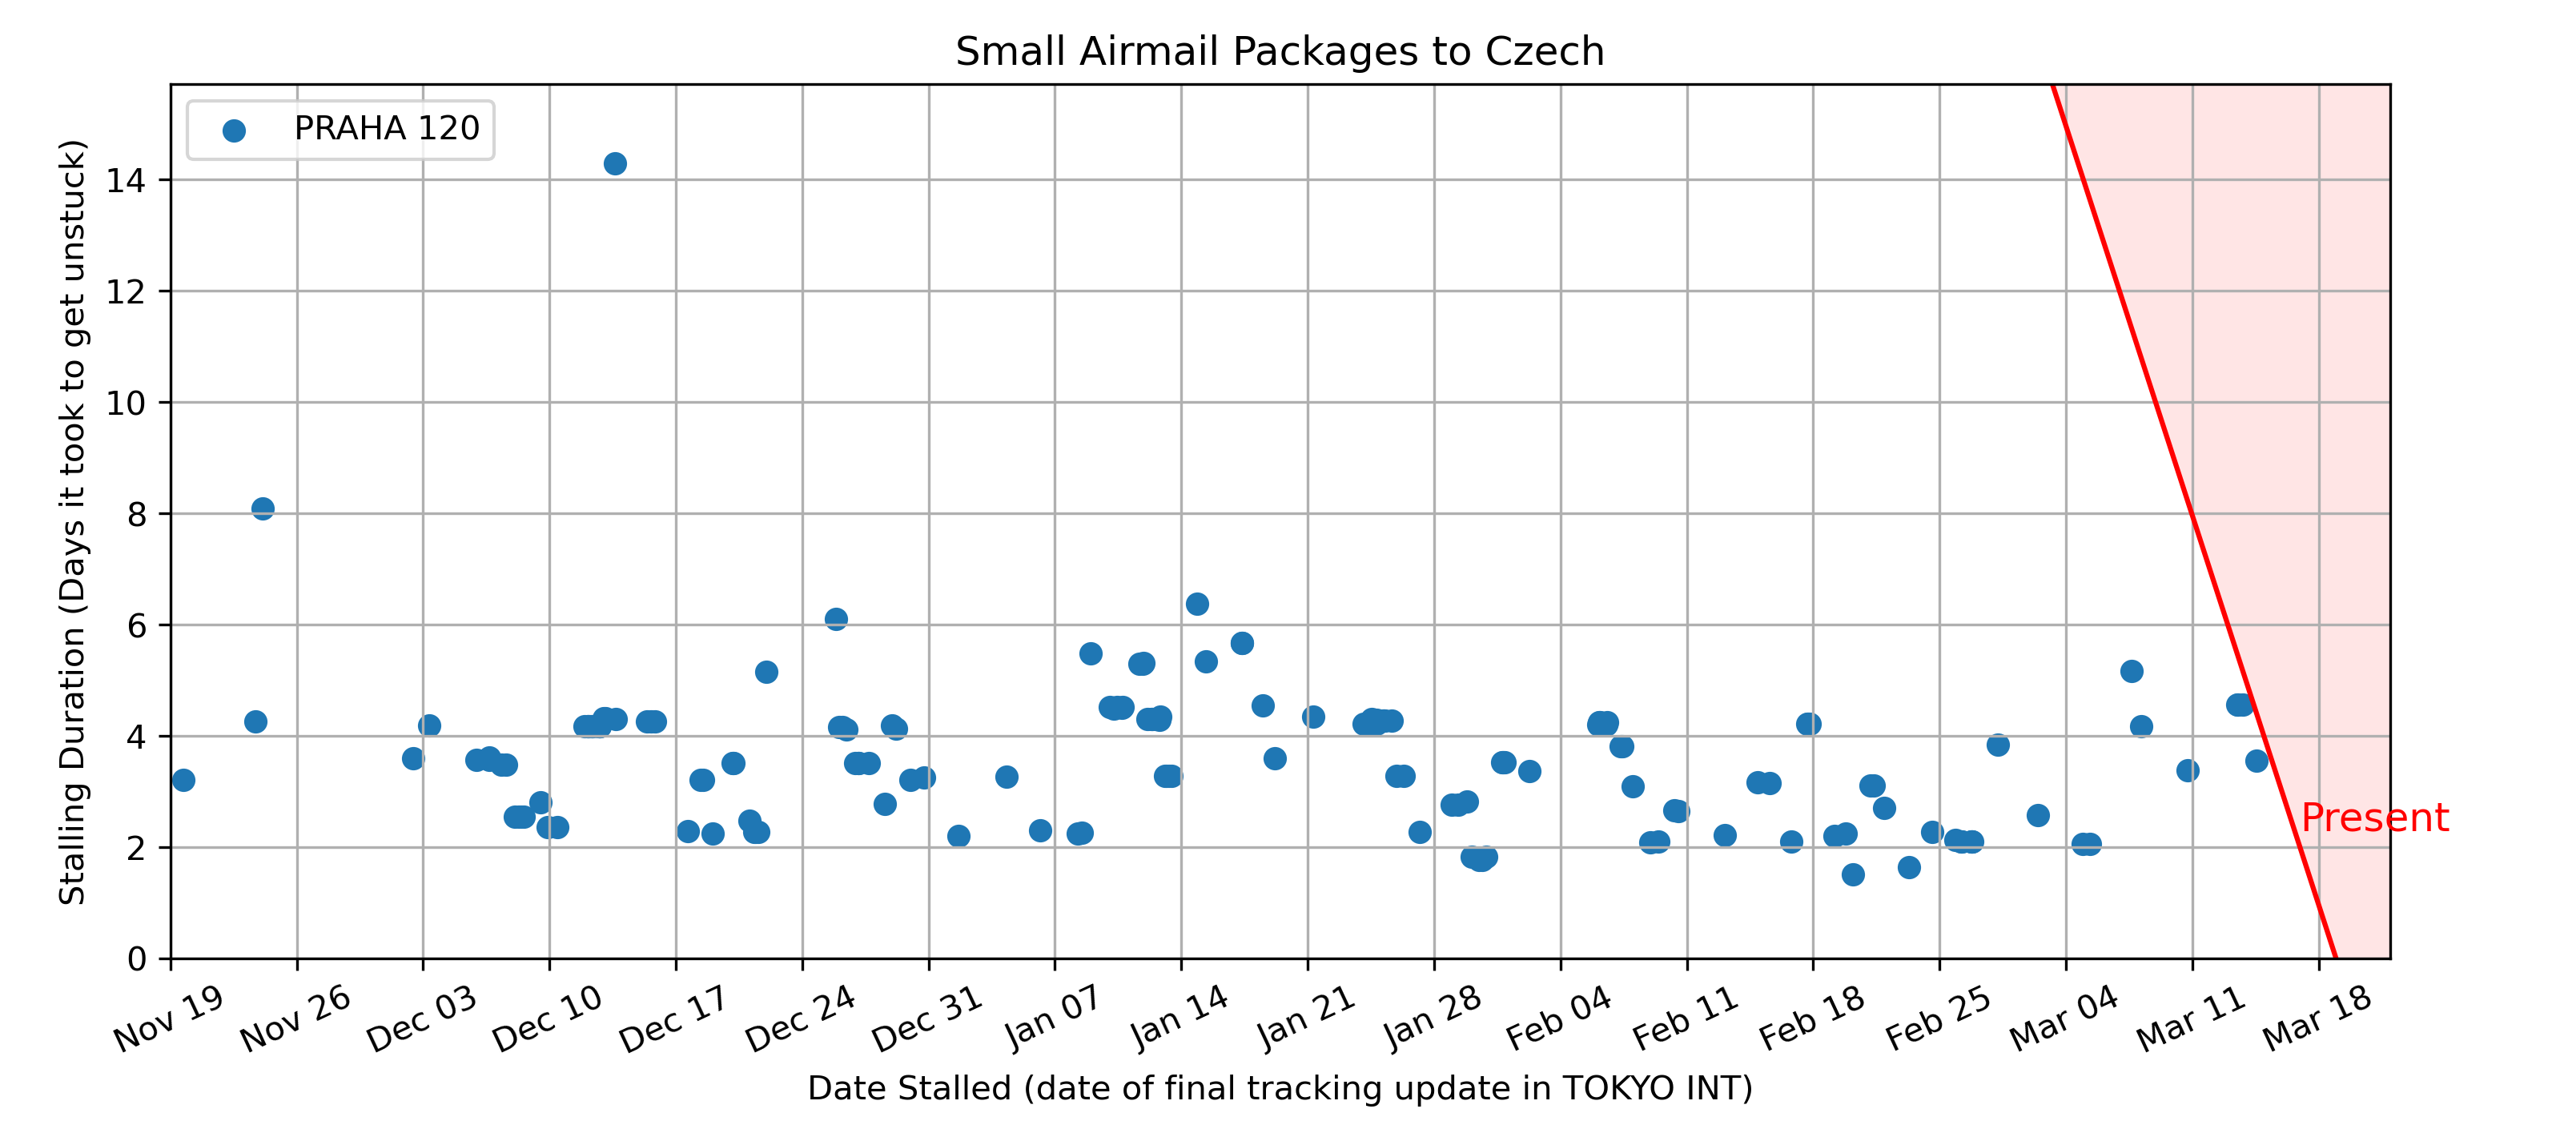 Small Airmail Packages to Czech
PRAHA 120
Stalling Duration (Days it took to get unstuck)
14
12
10
8
6
4
2
0
Present
Nov 19 Nov 26 Dec 03 Dec 10 Dec 17 Dec 24 Dec 31 Jan 07 Jan 14 Jan 21 Jan 28 Feb 04 Feb 11 Feb 18 Feb 25 Mar 04 Mar 11 Mar 18
Date Stalled (date of final tracking update in TOKYO INT)